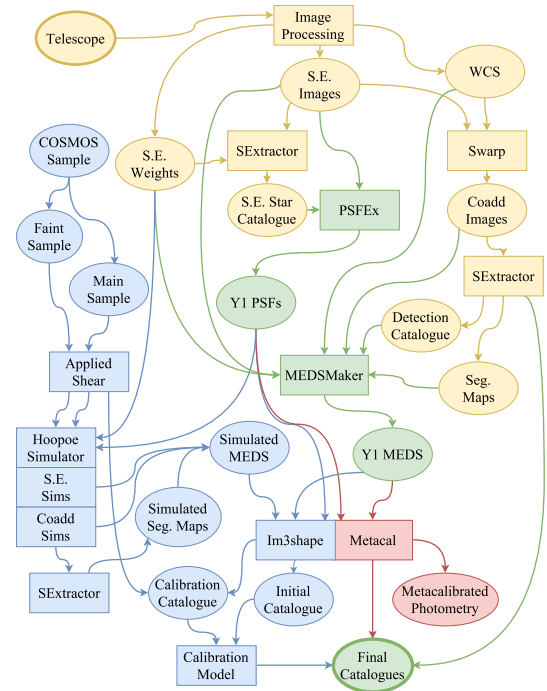 Telescope
Image
Processing
S.E.
Images
WCS
COSMOS
Sample
S.E.
Weights
SExtractor
Swarp
S.E. Star
Catalogue
PSFEx
Coadd
Images
Faint
Sample
Main
Sample
SExtractor
Y1 PSFs
Detection
Catalogue
Applied
Shear
MEDSMaker
Seg.
Maps
Hoopoe
Simulator
S.E.
Sims
Coadd
Sims
Simulated
MEDS
Y1 MEDS
Simulated
Seg. Maps
Im3shape
Metacal
SExtractor
Calibration
Catalogue
Initial
Catalogue
Metacalibrated
Photometry
Calibration
Model
Final
Catalogues